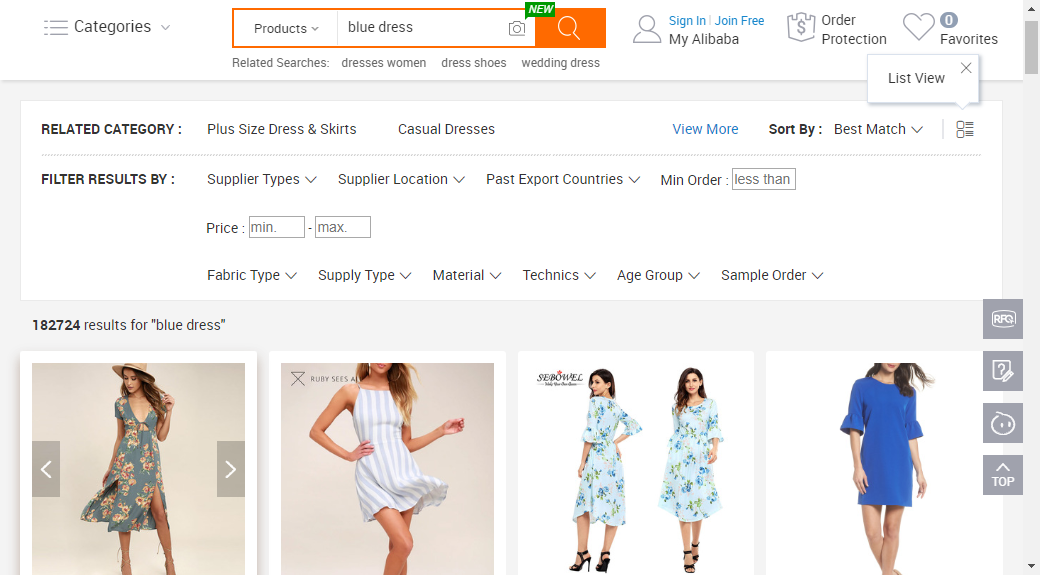 Categories
Products
blue dress
NEW
Sign In | Join Free
My Alibaba
Order
Protection
0
Favorites
Related Searches: dresses women dress shoes wedding dress
List View
RELATED CATEGORY : Plus Size Dress & Skirts Casual Dresses View More Sort By : Best Match
FILTER RESULTS BY : Supplier Types Supplier Location Past Export Countries Min Order : less than
Price : min. - max.
Fabric Type Supply Type Material Technics Age Group Sample Order
182724 results for "blue dress"
RFQ
TOP
RUBY SEES A
SEBOWEL